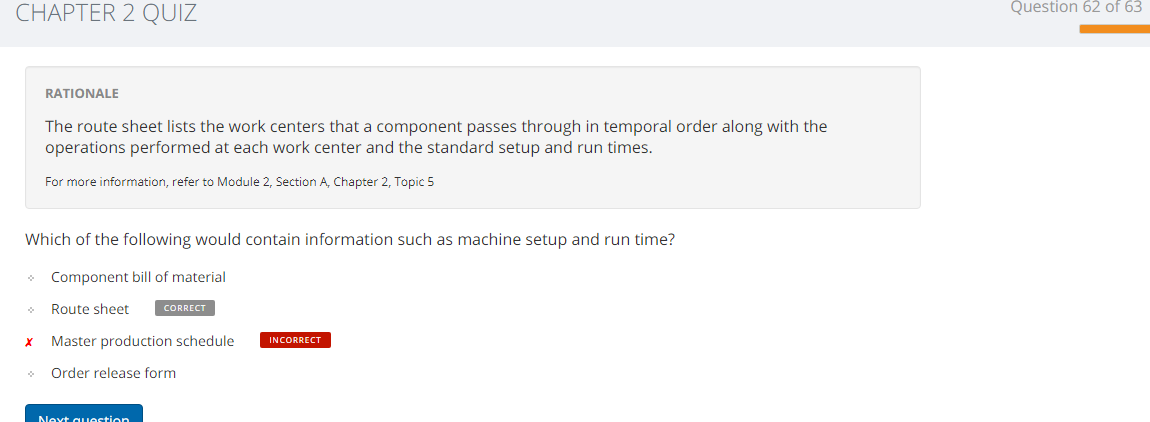 CHAPTER 2 QUIZ
Question 62 of 63
RATIONALE
The route sheet lists the work centers that a component passes through in temporal order along with the
operations performed at each work center and the standard setup and run times.
For more information, refer to Module 2, Section A, Chapter 2, Topic 5
Which of the following would contain information such as machine setup and run time?
Component bill of material
Route sheet CORRECT
✗ Master production schedule INCORRECT
Order release form
Next question